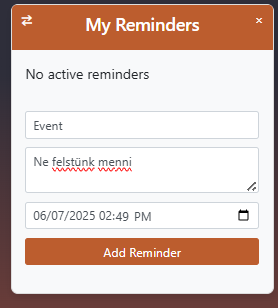 My Reminders
No active reminders
Event
Ne felstünk menni
06/07/2025 02:49 PM
Add Reminder